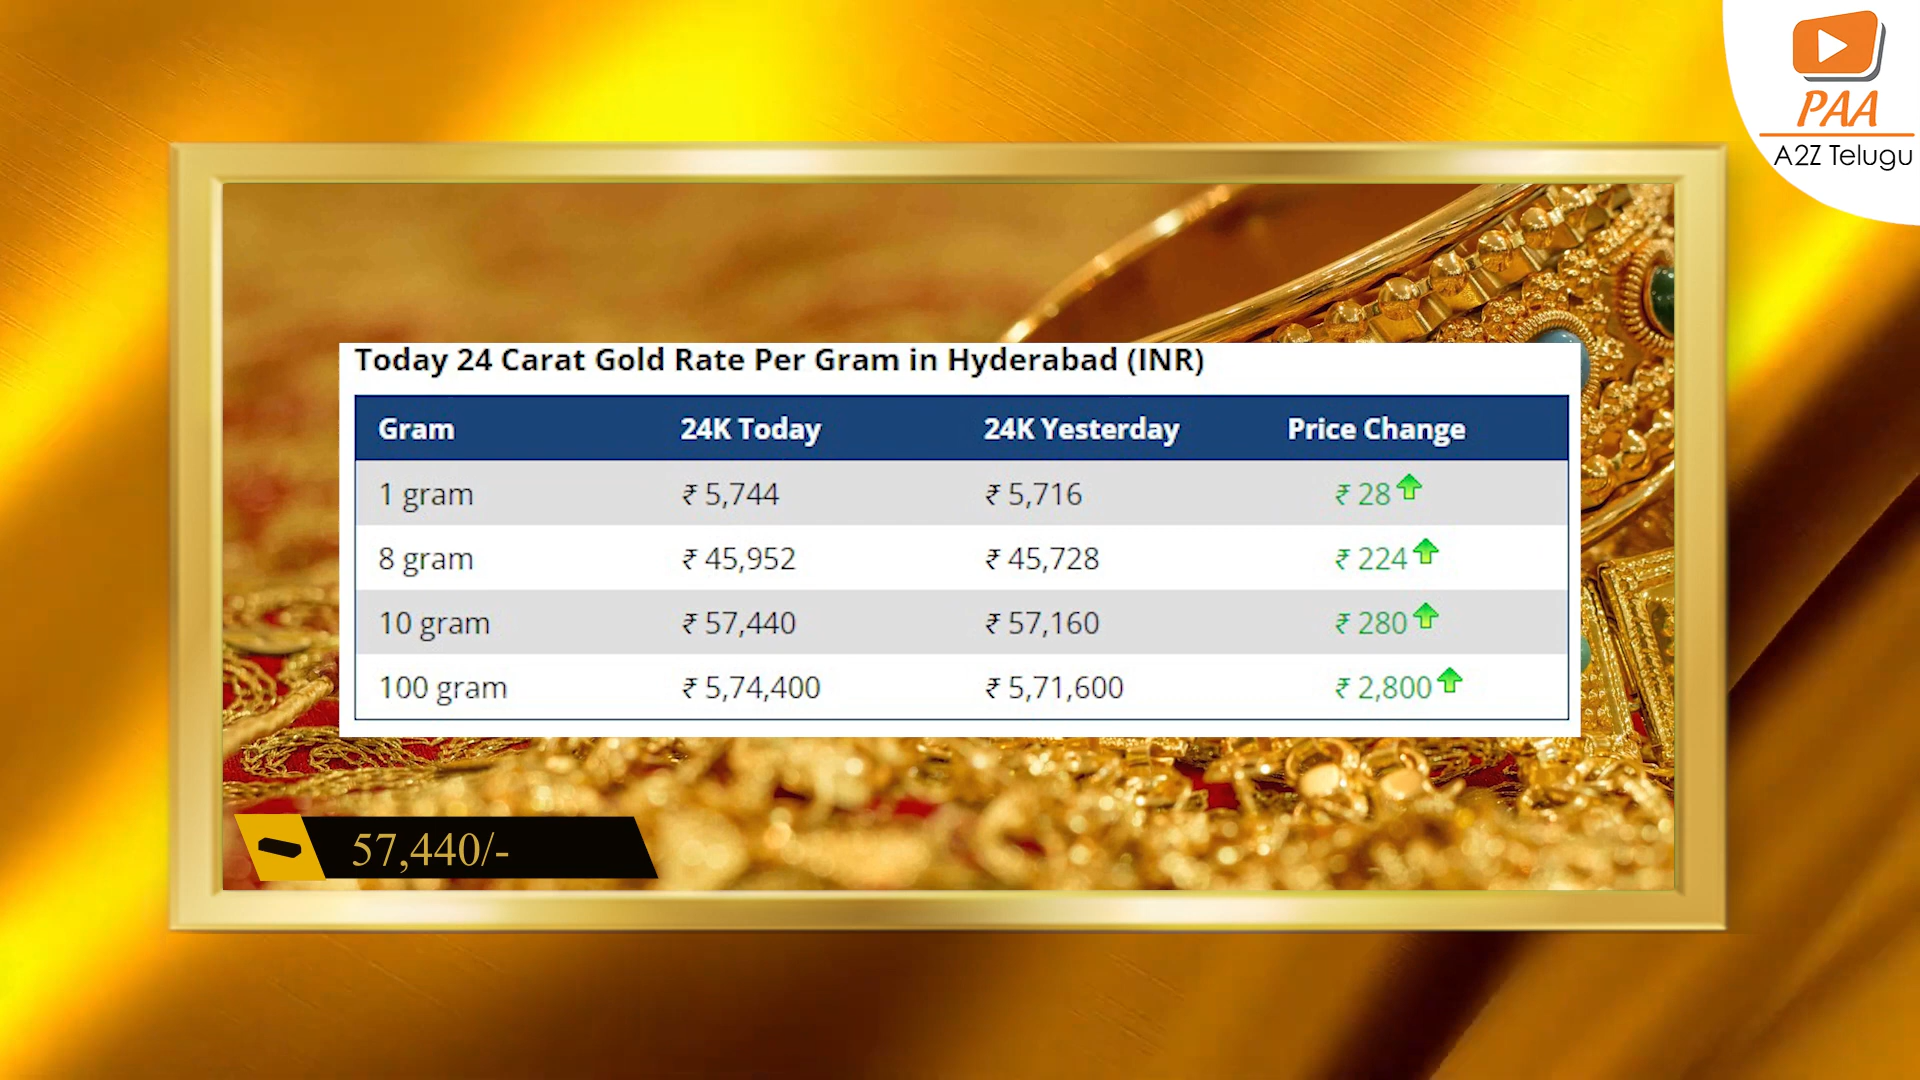 PAA
A2Z Telugu
Today 24 Carat Gold Rate Per Gram in Hyderabad (INR)
Gram 24K Today 24K Yesterday Price Change
1 gram ₹ 5,744 ₹ 5,716 ₹ 28
8 gram ₹ 45,952 ₹ 45,728 ₹ 224
10 gram ₹ 57,440 ₹ 57,160 ₹ 280
100 gram ₹ 5,74,400 ₹ 5,71,600 ₹ 2,800
57,440/-